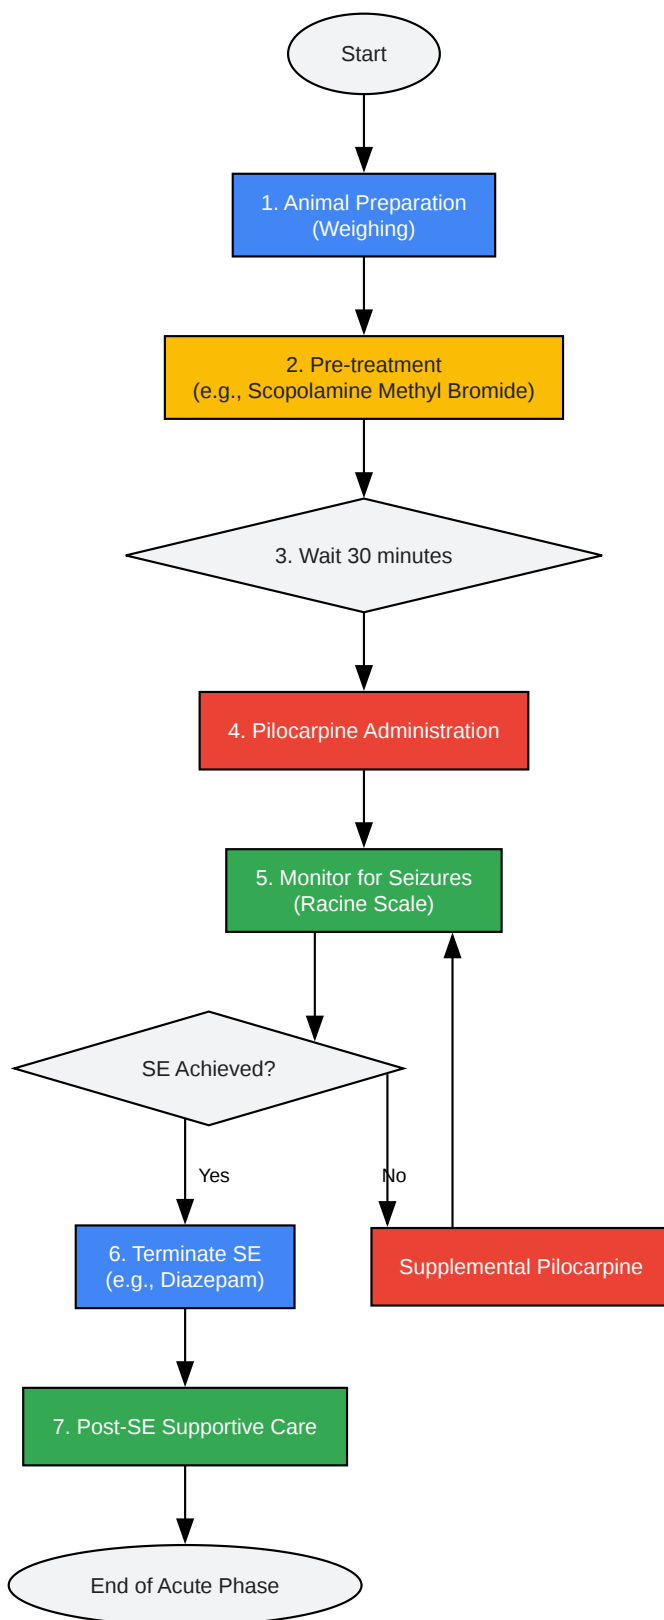 Start
1. Animal Preparation
(Weighing)
2. Pre-treatment
(e.g., Scopolamine Methyl Bromide)
3. Wait 30 minutes
4. Pilocarpine Administration
5. Monitor for Seizures
(Racine Scale)
SE Achieved?
Yes
No
6. Terminate SE
(e.g., Diazepam)
Supplemental Pilocarpine
7. Post-SE Supportive Care
End of Acute Phase